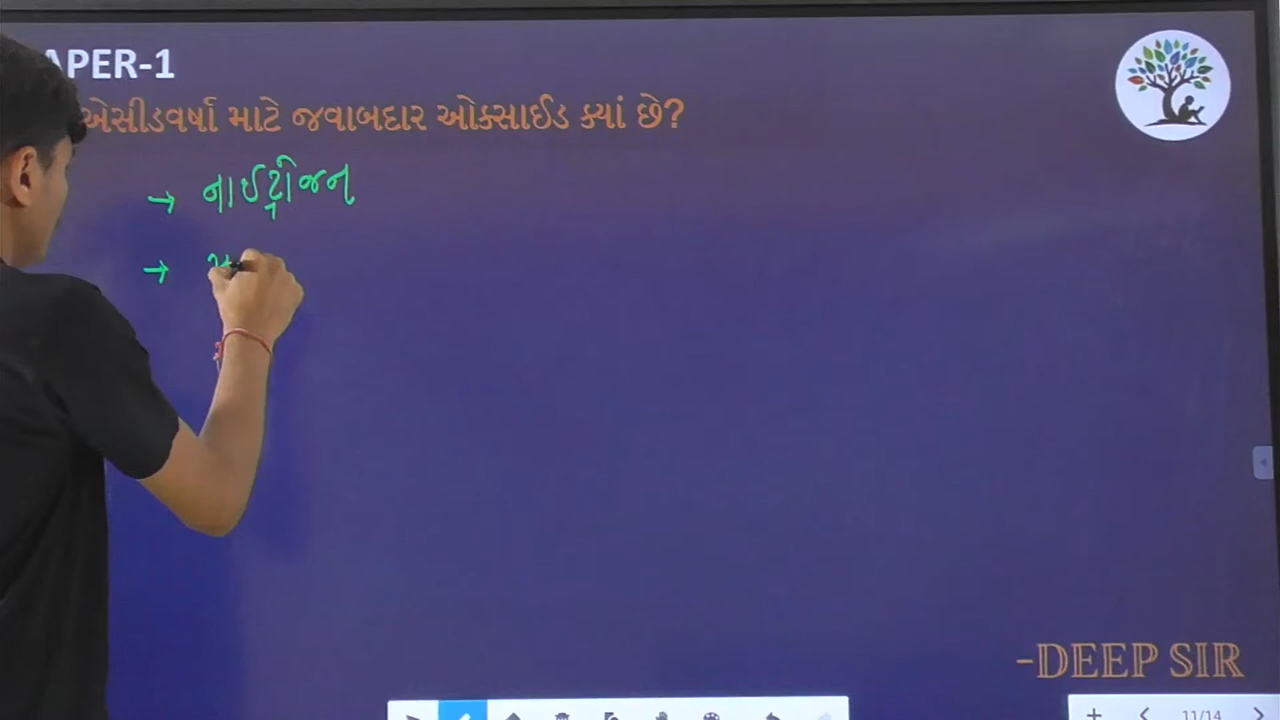 APER-1
એસીડવર્ષા માટે જવાબદાર ઓક્સાઈડ ક્યાં છે?
→ નાઈટ્રોજન
→
-DEEP SIR
11/14